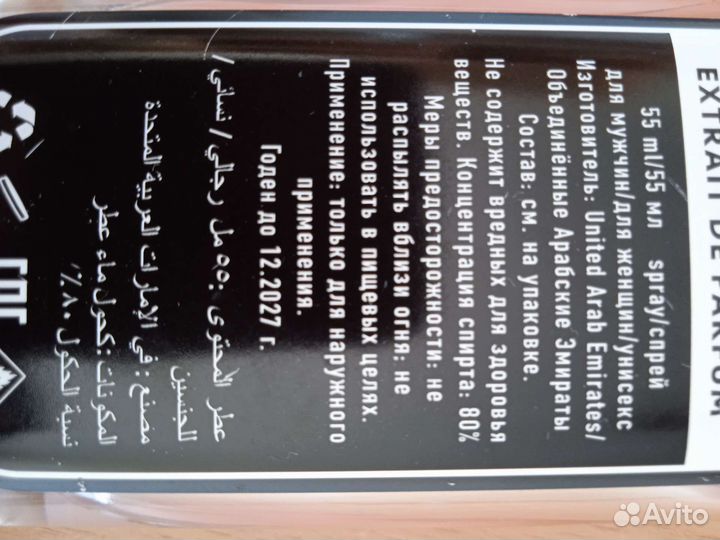 EXTRAIT DE PARFUM
55 ml/55 мл spray/спрей
для мужчин/для женщин/унисекс
Изготовитель: United Arab Emirates/
Объединённые Арабские Эмираты
Состав: см. на упаковке.
Не содержит вредных для здоровья
веществ. Концентрация спирта: 80%
Меры предосторожности: не
распылять вблизи огня: не
использовать в пищевых целях.
Применение: только для наружного
применения.
Годен до 12.2027 г.
عطر المحتوى :٥٥ مل رجالي / نسائي /
للجنسين
مصنع : في الإمارات العربية المتحدة
المكونات : كحول ماء عطر
نسبة الكحول ٨٠٪
Avito